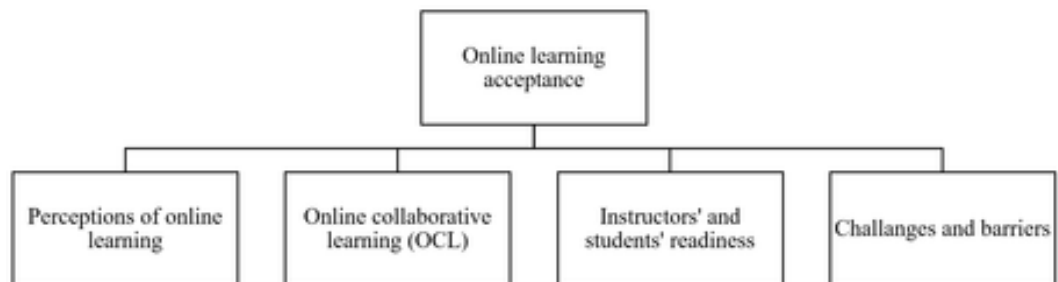 Online learning
acceptance
Perceptions of online
learning
Online collaborative
learning (OCL)
Instructors' and
students' readiness
Challanges and barriers